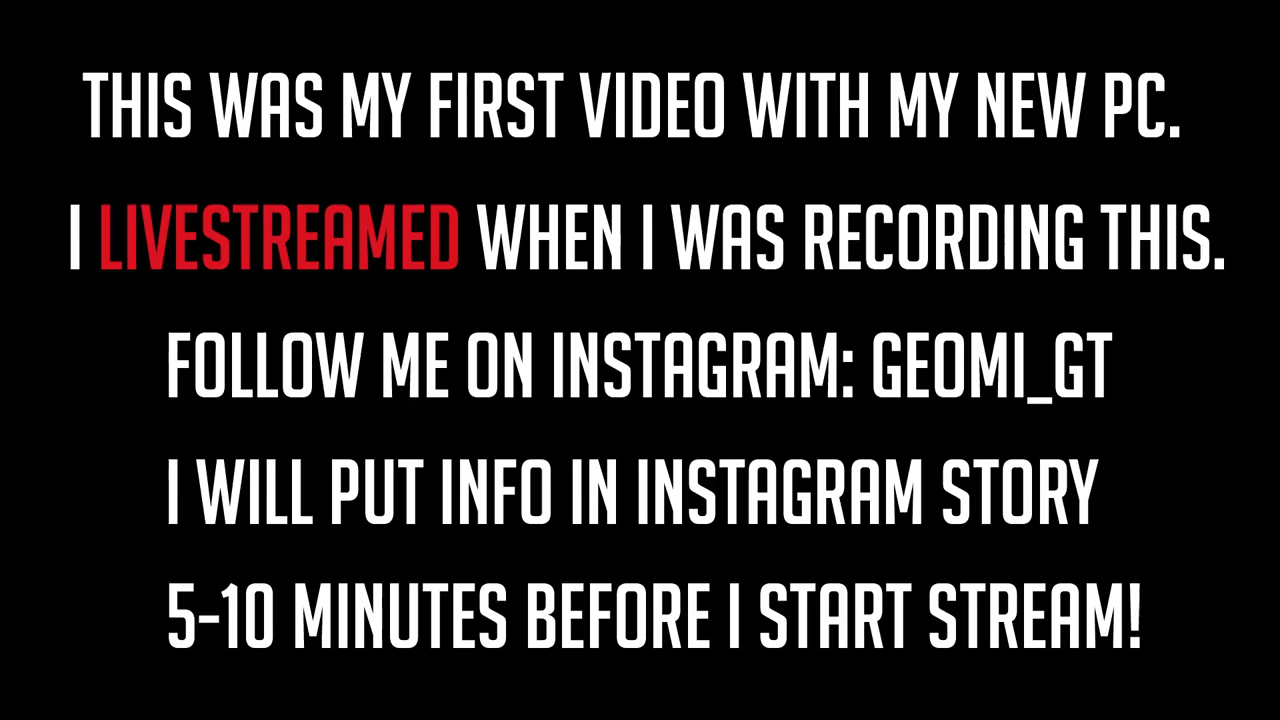 THIS WAS MY FIRST VIDEO WITH MY NEW PC.
I LIVESTREAMED WHEN I WAS RECORDING THIS.
FOLLOW ME ON INSTAGRAM: GEOMI_GT
I WILL PUT INFO IN INSTAGRAM STORY
5-10 MINUTES BEFORE I START STREAM!